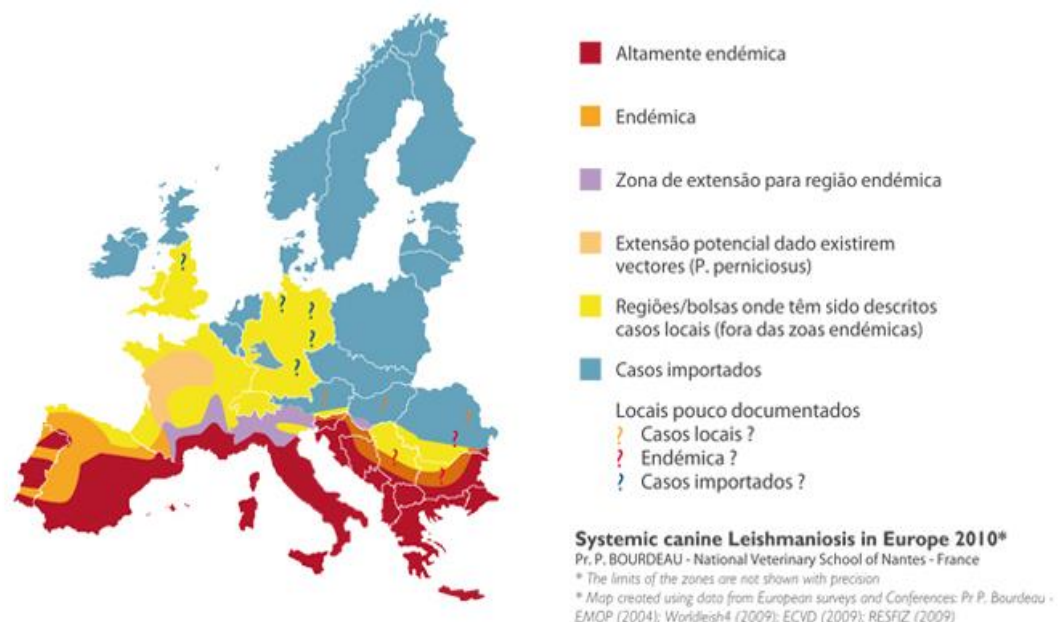 Altamente endémica
Endémica
Zona de extensão para região endémica
Extensão potencial dado existirem
vectores (P. perniciosus)
Regiões/bolsas onde têm sido descritos
casos locais (fora das zoas endémicas)
Casos importados
Locais pouco documentados
? Casos locais ?
? Endémica ?
? Casos importados ?
Systemic canine Leishmaniosis in Europe 2010*
Pr. P. BOURDEAU - National Veterinary School of Nantes - France
* The limits of the zones are not shown with precision
* Map created using data from European surveys and Conferences: Pr P. Bourdeau -
EMOP (2004); Worldleish4 (2009); ECVD (2009); RESFIZ (2009)
?
?
?
?
?
?
?
?
?
?
?